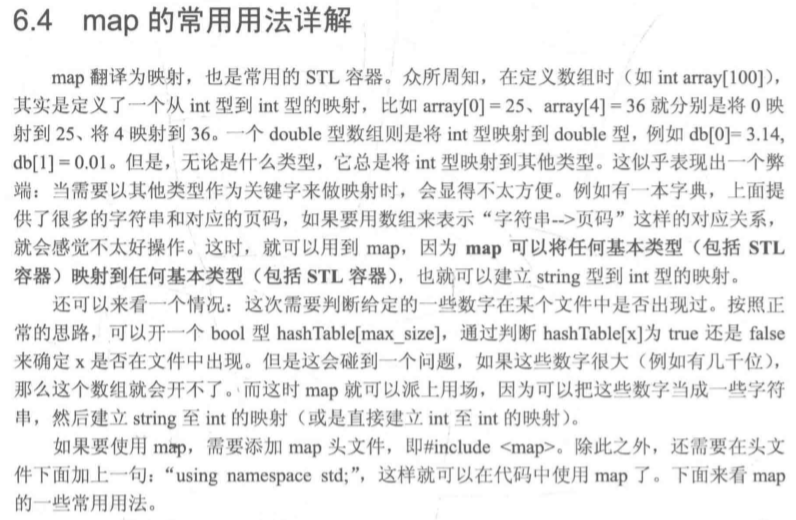 6.4 map 的常用用法详解
map 翻译为映射，也是常用的 STL 容器。众所周知，在定义数组时（如 int array[100]），
其实是定义了一个从 int 型到 int 型的映射，比如 array[0] = 25、array[4] = 36 就分别是将 0 映
射到 25、将 4 映射到 36。一个 double 型数组则是将 int 型映射到 double 型，例如 db[0]= 3.14,
db[1] = 0.01。但是，无论是什么类型，它总是将 int 型映射到其他类型。这似乎表现出一个弊
端：当需要以其他类型作为关键字来做映射时，会显得不太方便。例如有一本字典，上面提
供了很多的字符串和对应的页码，如果要用数组来表示“字符串-->页码”这样的对应关系，
就会感觉不太好操作。这时，就可以用到 map，因为 map 可以将任何基本类型（包括 STL
容器）映射到任何基本类型（包括 STL 容器），也就可以建立 string 型到 int 型的映射。
还可以来看一个情况：这次需要判断给定的一些数字在某个文件中是否出现过。按照正
常的思路，可以开一个 bool 型 hashTable[max_size]，通过判断 hashTable[x]为 true 还是 false
来确定 x 是否在文件中出现。但是这会碰到一个问题，如果这些数字很大（例如有几千位），
那么这个数组就会开不了。而这时 map 就可以派上用场，因为可以把这些数字当成一些字符
串，然后建立 string 至 int 的映射（或是直接建立 int 至 int 的映射）。
如果要使用 map，需要添加 map 头文件，即#include <map>。除此之外，还需要在头文
件下面加上一句：“using namespace std;”，这样就可以在代码中使用 map 了。下面来看 map
的一些常用用法。